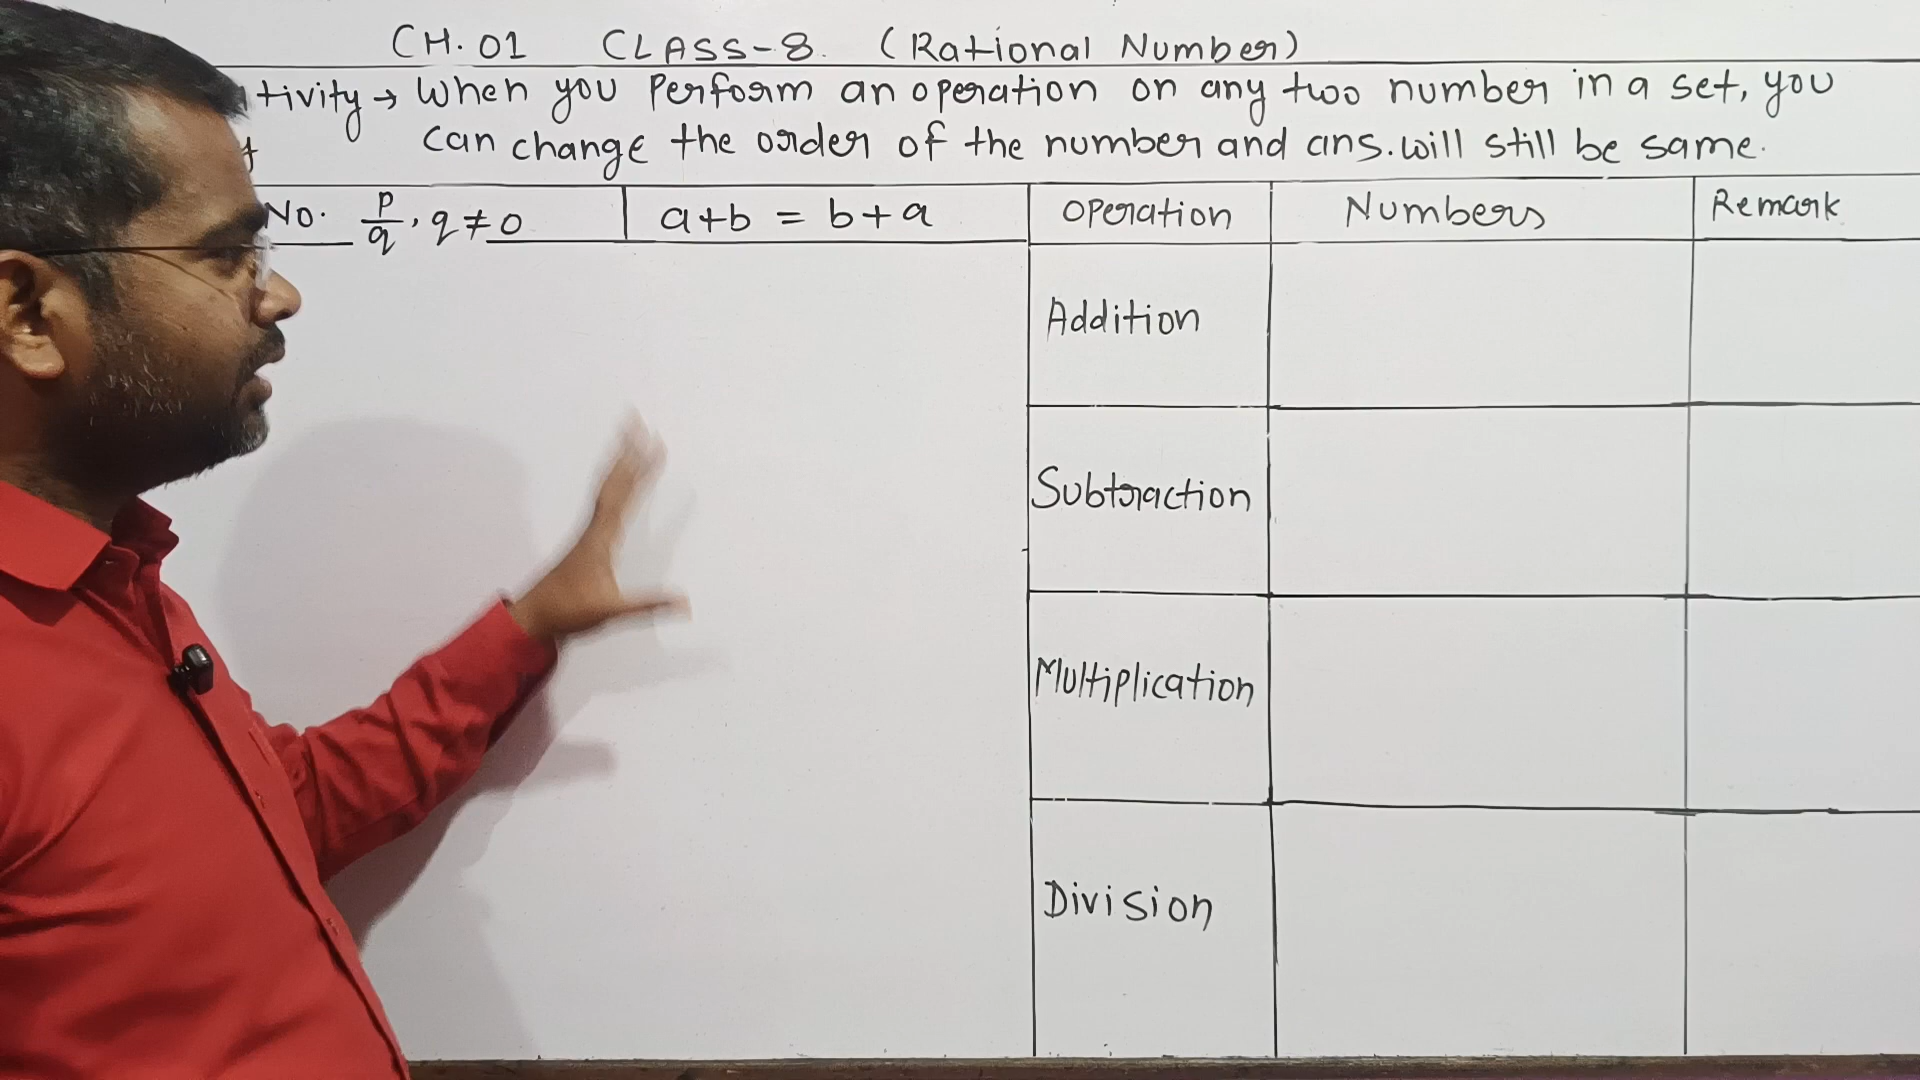 CH.01 CLASS-8. (Rational Number)
tivity → When you Perform an operation on any two number in a set, you
can change the order of the number and ans. will still be same.
No. p/q, q ≠ 0
a+b = b+a
Operation Numbers Remark
Addition
Subtraction
Multiplication
Division